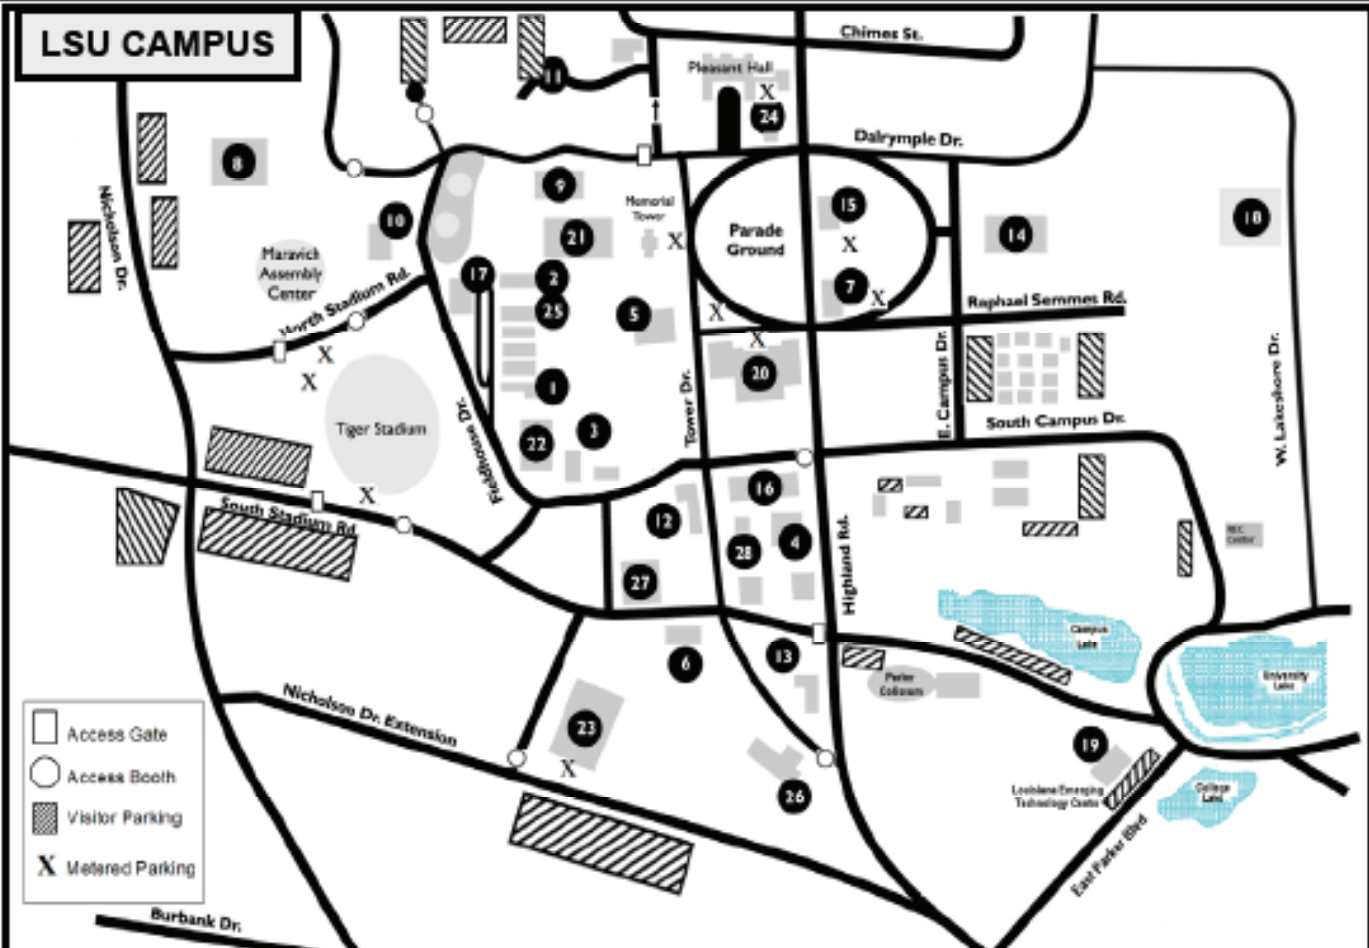 LSU CAMPUS
Chimes St.
Pleasant Hall
X
11
24
Dalrymple Dr.
8
9
10
Memorial
Tower
X
15
X
14
18
Nicholson Dr.
21
Parade
Ground
Maravich
Assembly
Center
17
2
7
X
X
Raphael Semmes Rd.
North Stadium Rd.
25
5
X
X
X
20
E. Campus Dr.
W. Lakeshore Dr.
1
Tower Dr.
Fieldhouse Dr.
South Campus Dr.
Tiger Stadium
22
3
X
South Stadium Rd.
16
12
28
4
Highland Rd.
27
Center
Campus
Lake
6
13
Parker
Coliseum
University
Lake
Nicholson Dr. Extension
23
X
19
26
Louisiana Emerging
Technology Center
College
Lake
East Parker Blvd
Access Gate
Access Booth
Visitor Parking
X Metered Parking
Burbank Dr.